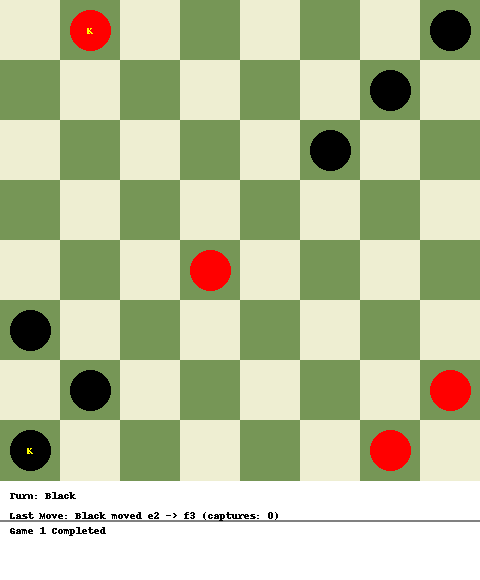 K
K
Turn: Black
Last Move: Black moved e2 -> f3 (captures: 0)
Game 1 Completed